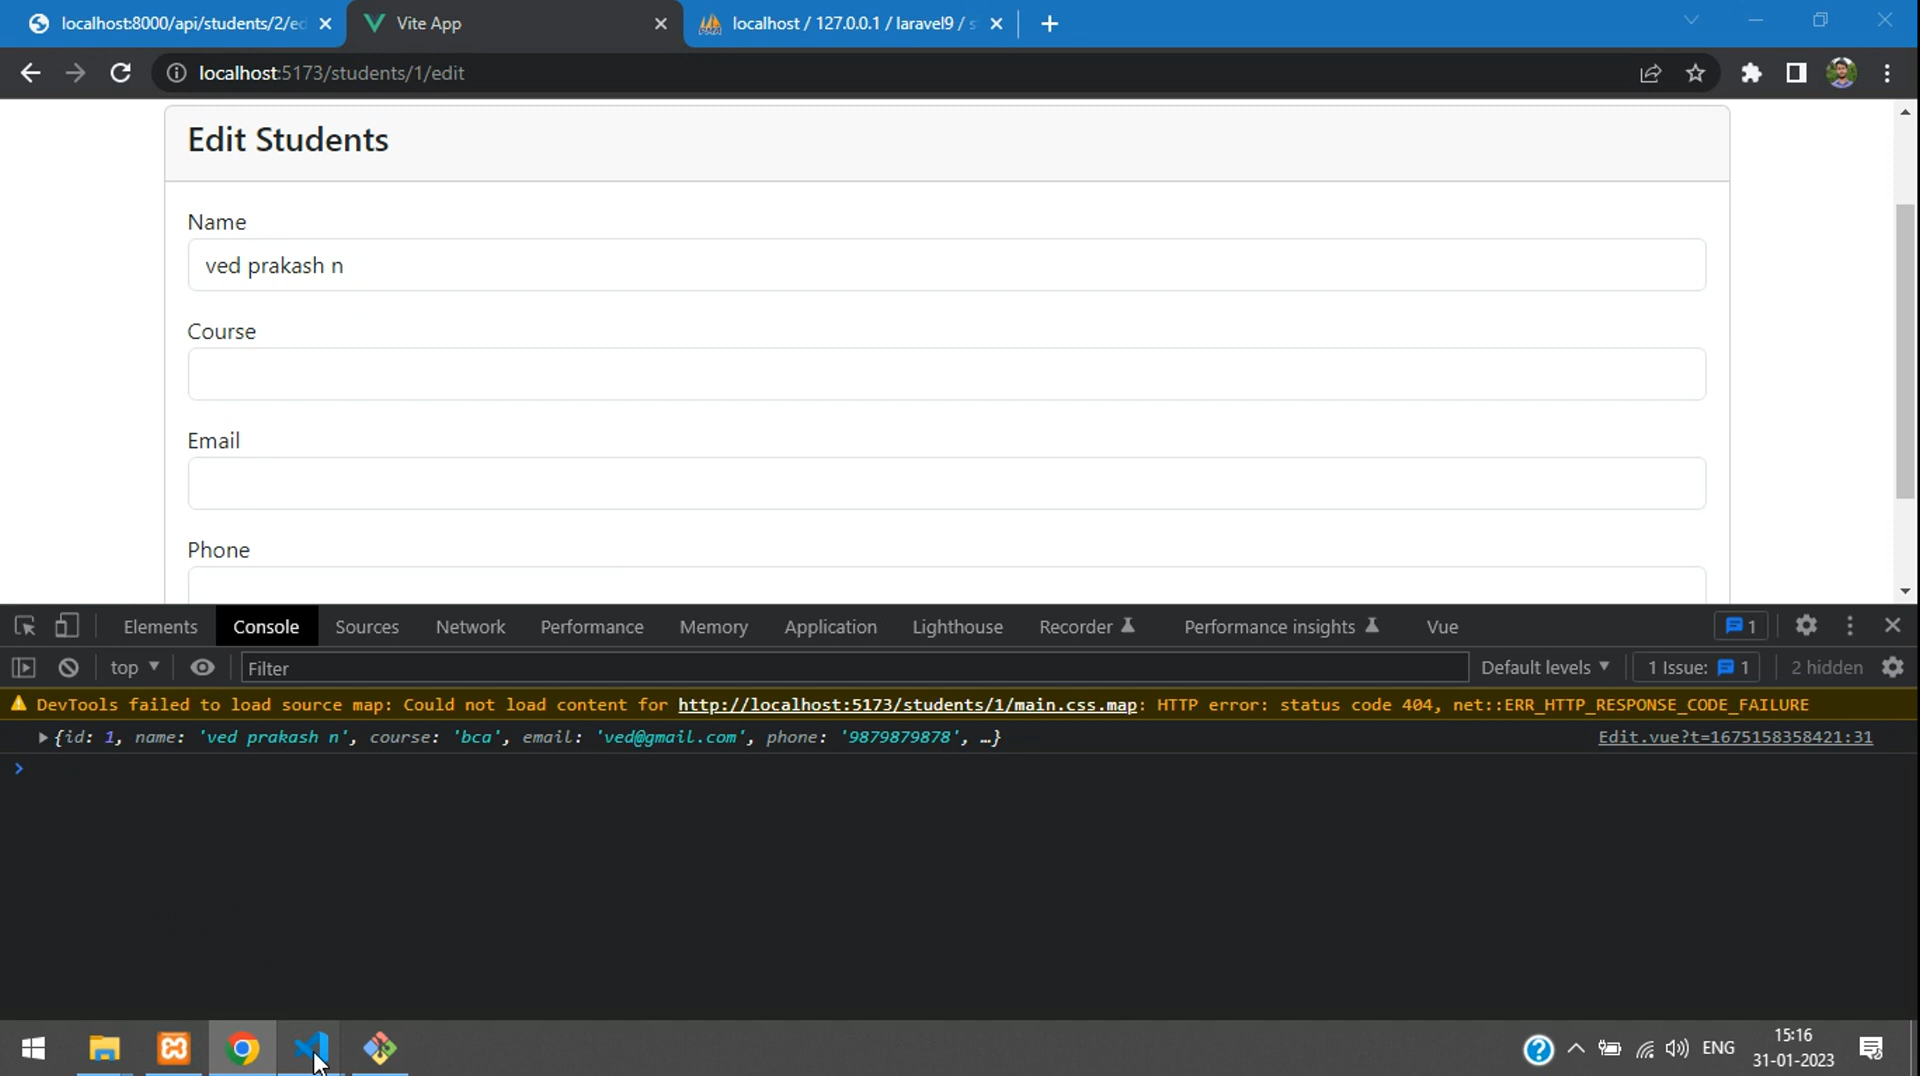 localhost:8000/api/students/2/ed
Vite App
localhost / 127.0.0.1 / laravel9 / s
localhost:5173/students/1/edit
Edit Students
Name
ved prakash n
Course
Email
Phone
Elements Console Sources Network Performance Memory Application Lighthouse Recorder Performance insights Vue 1
top Filter Default levels 1 Issue: 1 2 hidden
DevTools failed to load source map: Could not load content for http://localhost:5173/students/1/main.css.map: HTTP error: status code 404, net::ERR_HTTP_RESPONSE_CODE_FAILURE
{id: 1, name: 'ved prakash n', course: 'bca', email: 'ved@gmail.com', phone: '9879879878', …} Edit.vue?t=1675158358421:31
ENG
15:16
31-01-2023